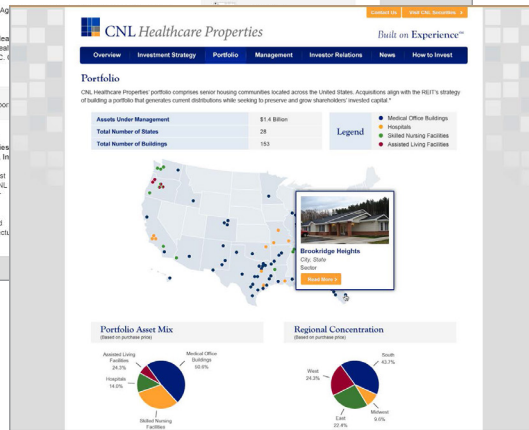 Contact Us
Visit CNL Securities
CNL Healthcare Properties
Built on Experience™
Overview
Investment Strategy
Portfolio
Management
Investor Relations
News
How to Invest
Portfolio
CNL Healthcare Properties' portfolio comprises senior housing communities located across the United States. Acquisitions align with the REIT's strategy
of building a portfolio that generates current distributions while seeking to preserve and grow shareholders' invested capital.*
Assets Under Management $1.4 Billion
Total Number of States 28
Total Number of Buildings 153
Legend
Medical Office Buildings
Hospitals
Skilled Nursing Facilities
Assisted Living Facilities
Brookridge Heights
City, State
Sector
Read More >
Portfolio Asset Mix
(Based on purchase price)
Assisted Living
Facilities
24.3%
Medical Office
Buildings
Hospitals
14.0%
Skilled Nursing
Facilities
Regional Concentration
(Based on purchase price)
South
43.7%
West
24.3%
East
22.4%
Midwest